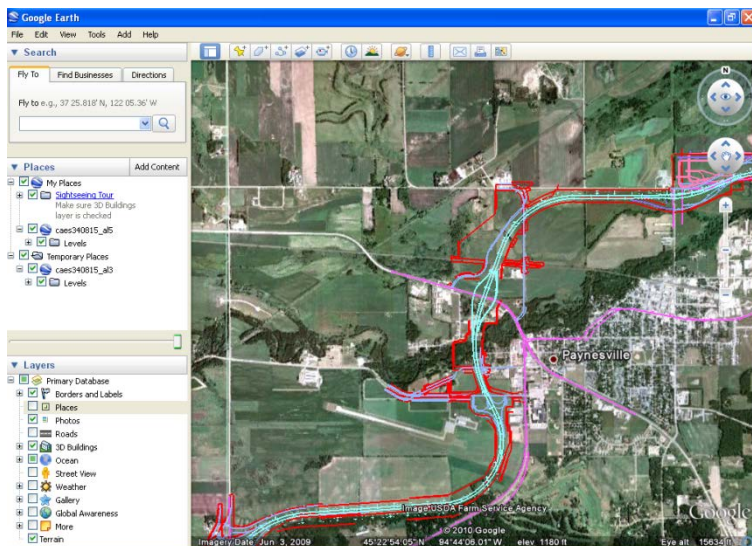 Google Earth
File Edit View Tools Add Help
Search
Fly To Find Businesses Directions
Fly to e.g., 37 25.818' N, 122 05.36' W
Places Add Content
My Places
Sightseeing Tour
Make sure 3D Buildings
layer is checked
caes340815_al5
Levels
Temporary Places
caes340815_al3
Levels
Layers
Primary Database
Borders and Labels
Places
Photos
Roads
3D Buildings
Ocean
Street View
Weather
Gallery
Global Awareness
More
Terrain
N
Paynesville
Image USDA Farm Service Agency
© 2010 Google
Google
Imagery Date: Jun 3, 2009 45°22'54.05" N 94°44'06.01" W elev 1180 ft Eye alt 15634 ft